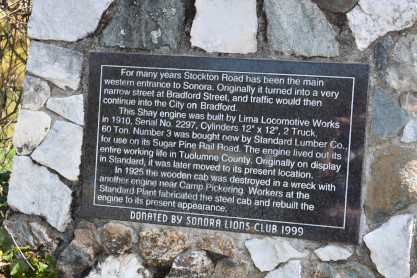 For many years Stockton Road has been the main
western entrance to Sonora. Originally it turned into a very
narrow street at Bradford Street, and traffic would then
continue into the City on Bradford.
This Shay engine was built by Lima Locomotive Works
in 1910, Serial No. 2297, Cylinders 12" x 12", 2 Truck,
60 Ton. Number 3 was bought new by Standard Lumber Co.,
for use on its Sugar Pine Rail Road. The engine lived out its
entire working life in Tuolumne County. Originally on display
in Standard, it was later moved to its present location.
In 1925 the wooden cab was destroyed in a wreck with
another engine near Camp Pickering. Workers at the
Standard Plant fabricated the steel cab and rebuilt the
engine to its present appearance.
DONATED BY SONORA LIONS CLUB 1999